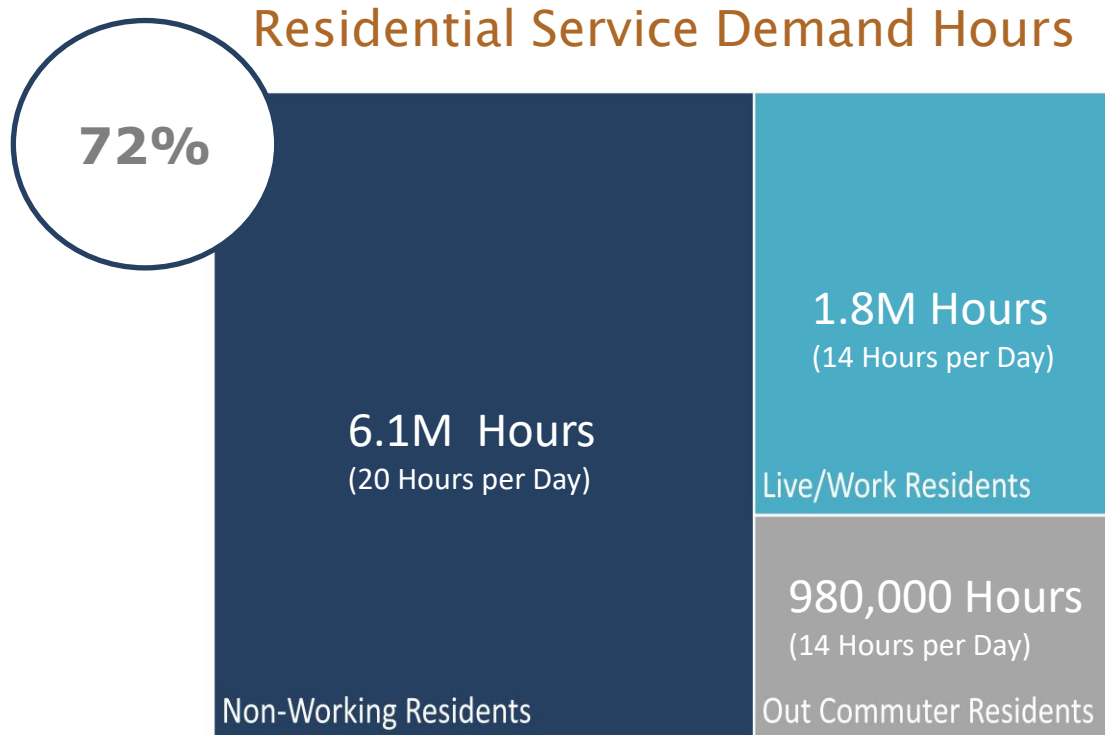 Residential Service Demand Hours
72%
6.1M Hours
(20 Hours per Day)
Non-Working Residents
1.8M Hours
(14 Hours per Day)
Live/Work Residents
980,000 Hours
(14 Hours per Day)
Out Commuter Residents